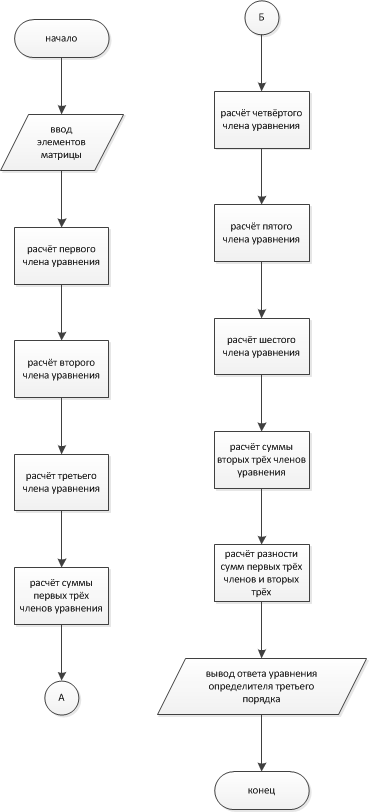 начало
ввод
элементов
матрицы
расчёт первого
члена уравнения
расчёт второго
члена уравнения
расчёт третьего
члена уравнения
расчёт суммы
первых трёх
членов уравнения
А
Б
расчёт четвёртого
члена уравнения
расчёт пятого
члена уравнения
расчёт шестого
члена уравнения
расчёт суммы
вторых трёх членов
уравнения
расчёт разности
сумм первых трёх
членов и вторых
трёх
вывод ответа уравнения
определителя третьего
порядка
конец